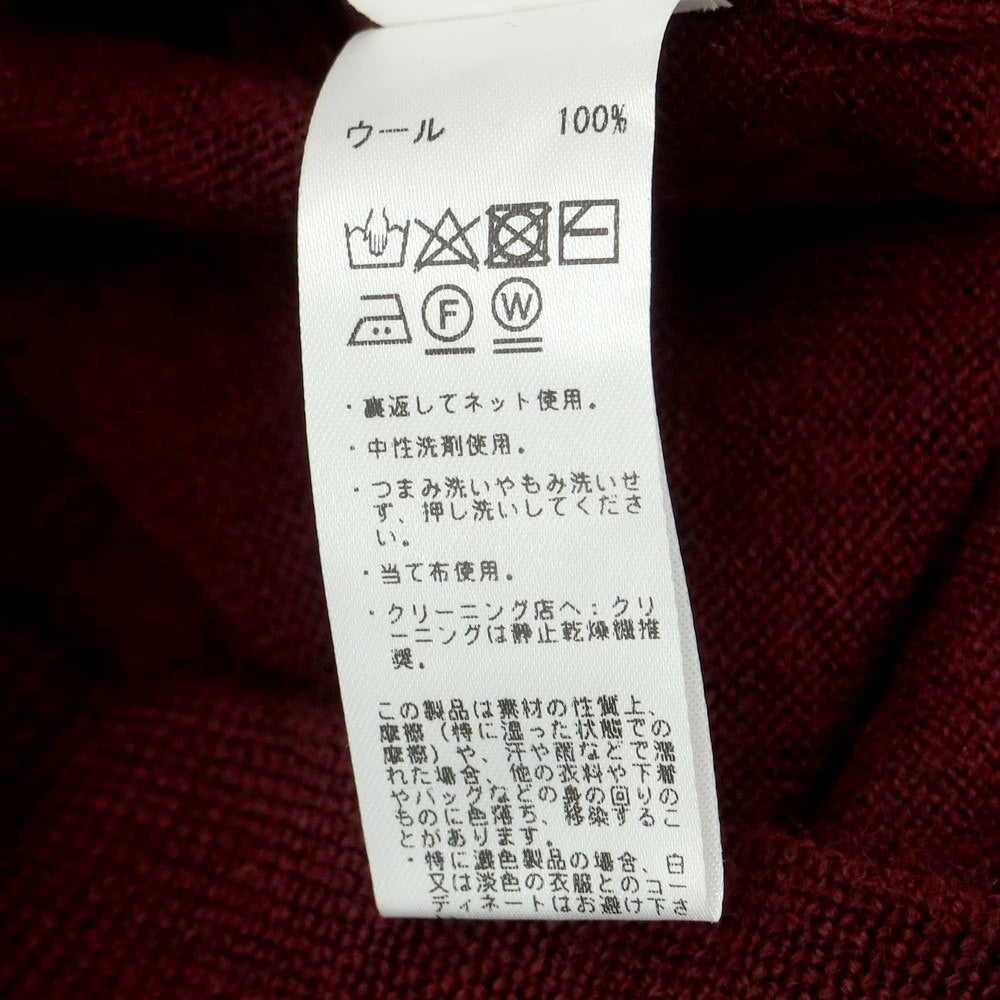 ウール 100%
F W
・裏返してネット使用。
・中性洗剤使用。
・つまみ洗いやもみ洗いせ
ず、押し洗いしてくださ
い。
・当て布使用。
・クリーニング店へ：クリ
ーニングは静止乾燥機推
奨。
この製品は素材の性質上、
摩擦（特に湿った状態での
摩擦）や、汗や雨などで濡
れた場合、他の衣料や下着
やバッグなどの身の回りの
ものに色落ち、移染するこ
とがあります。
・特に濃色製品の場合、白
又は淡色の衣服とのコー
ディネートはお避け下さ